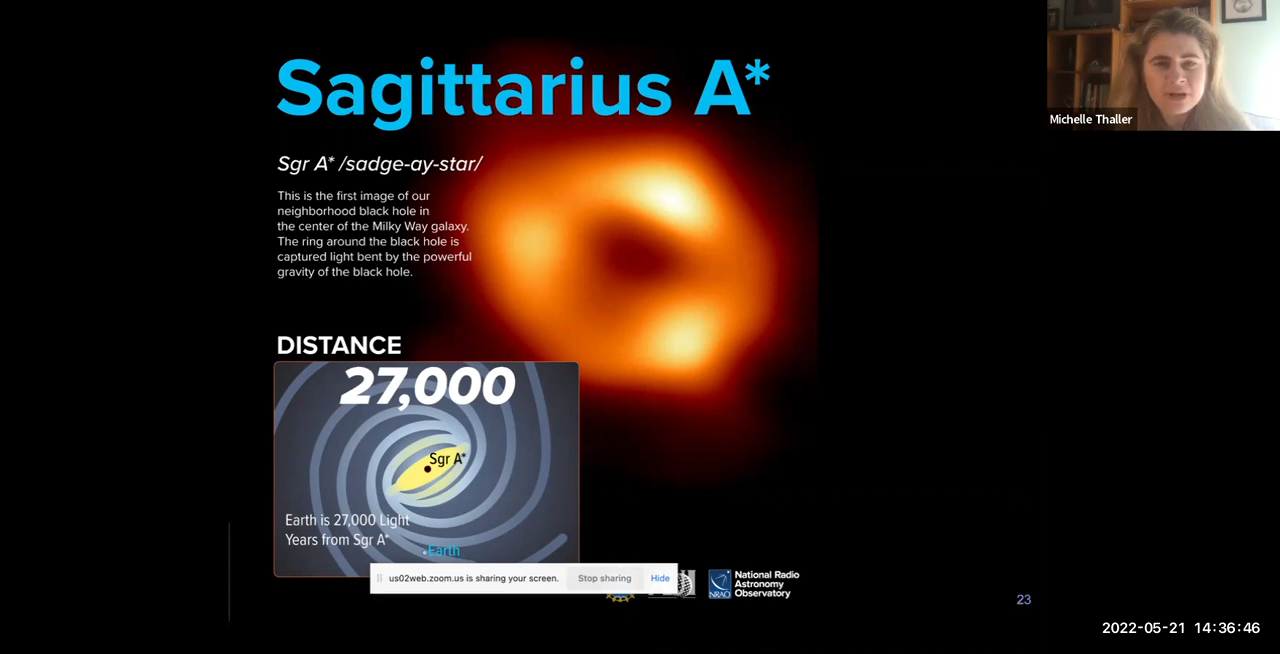 Sagittarius A*
Michelle Thaller
Sgr A* /sadge-ay-star/
This is the first image of our
neighborhood black hole in
the center of the Milky Way galaxy.
The ring around the black hole is
captured light bent by the powerful
gravity of the black hole.
DISTANCE
27,000
Sgr A*
Earth is 27,000 Light
Years from Sgr A*
Earth
us02web.zoom.us is sharing your screen.
Stop sharing
Hide
NRAO
National Radio
Astronomy
Observatory
23
2022-05-21 14:36:46